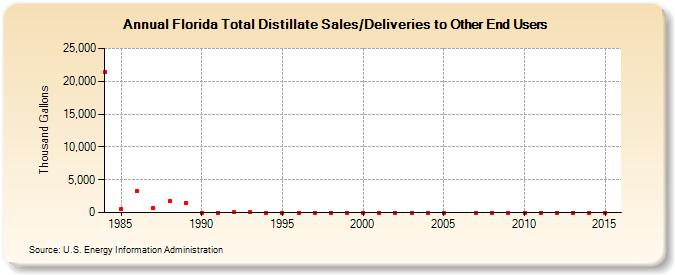 Annual Florida Total Distillate Sales/Deliveries to Other End Users
Thousand Gallons
25,000
20,000
15,000
10,000
5,000
0
1985 1990 1995 2000 2005 2010 2015
Source: U.S. Energy Information Administration